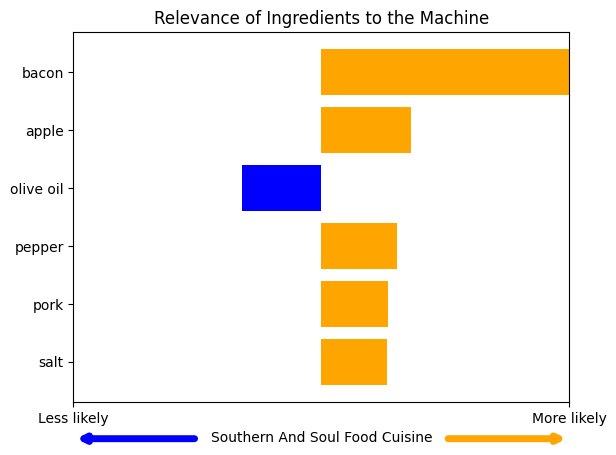 Relevance of Ingredients to the Machine
bacon
apple
olive oil
pepper
pork
salt
Less likely
More likely
Southern And Soul Food Cuisine